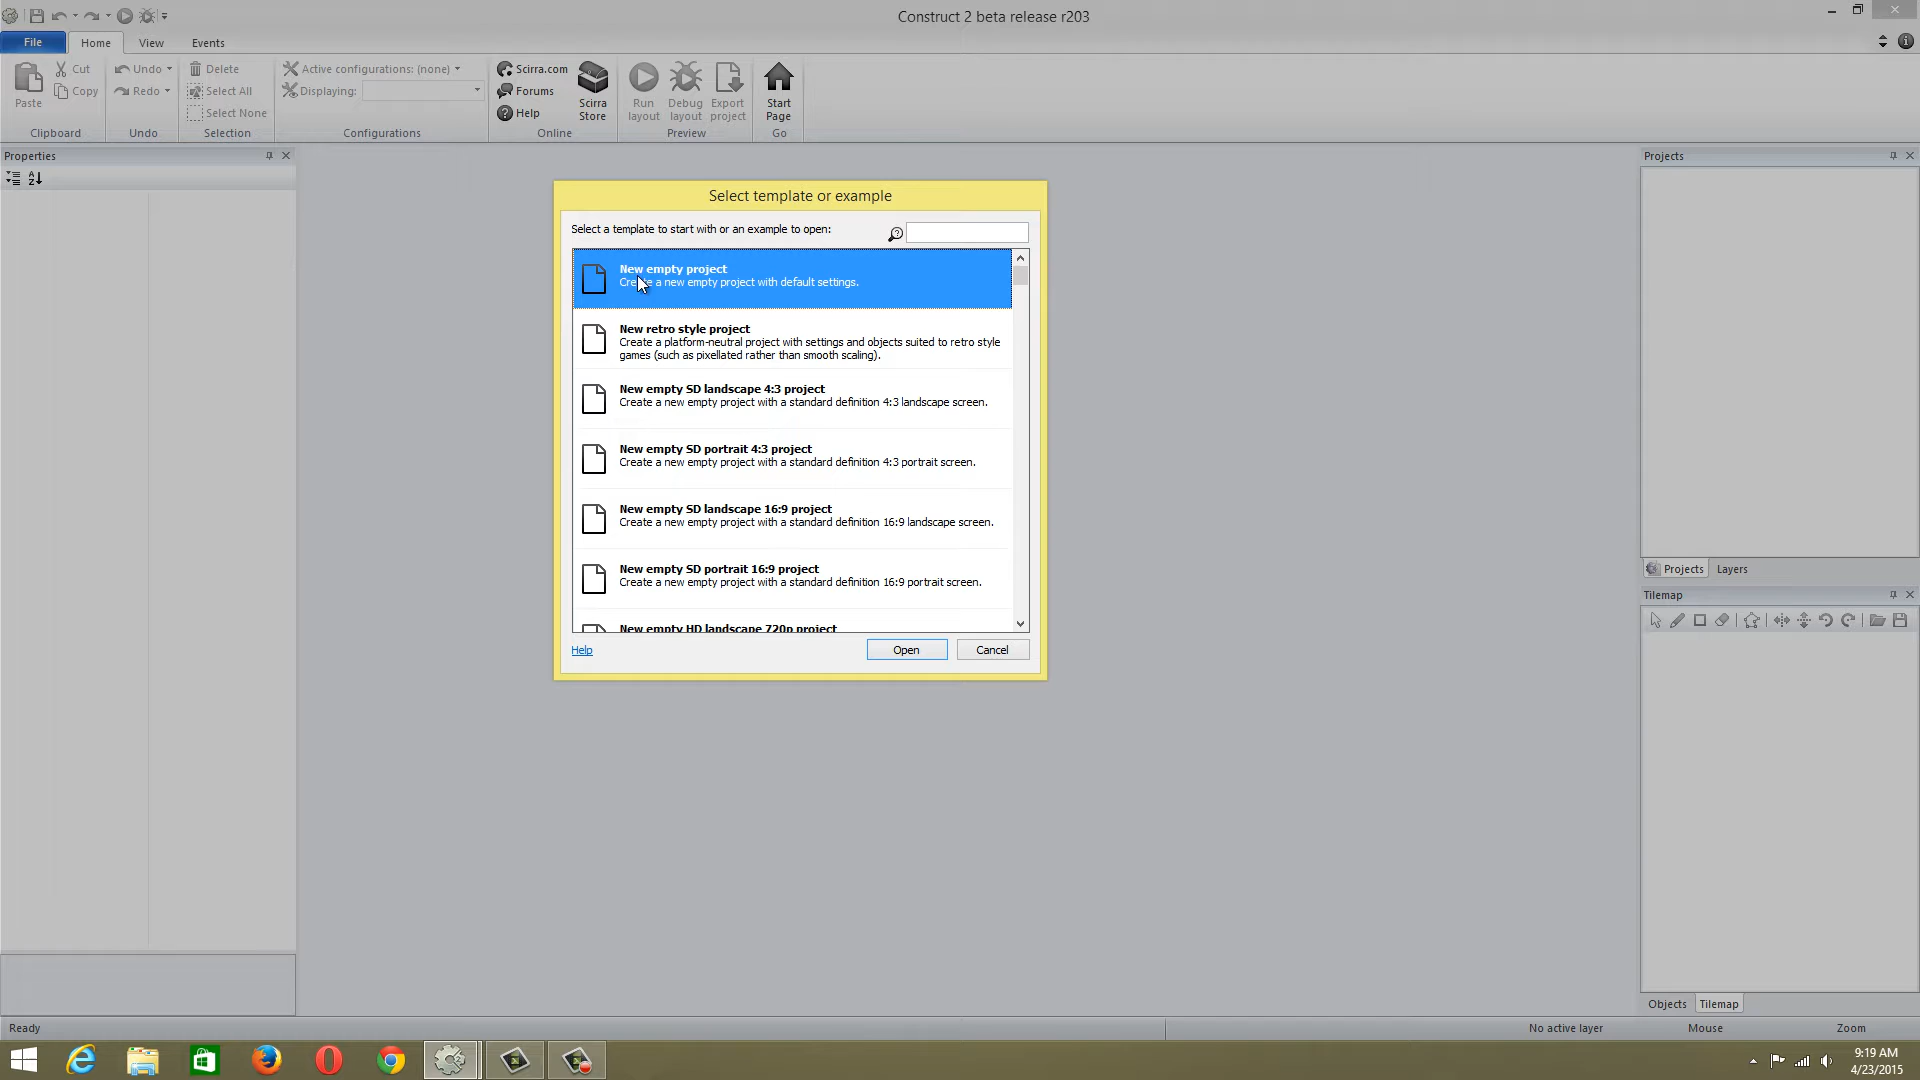 Construct 2 beta release r203
File Home View Events
Paste Cut Copy
Clipboard
Undo Redo
Undo
Delete
Select All
Select None
Selection
Active configurations: (none)
Displaying:
Configurations
Scirra.com
Forums
Help
Scirra Store
Online
Run layout
Debug layout
Export project
Preview
Start Page
Go
Properties
Projects
Select template or example
Select a template to start with or an example to open:
New empty project
Create a new empty project with default settings.
New retro style project
Create a platform-neutral project with settings and objects suited to retro style
games (such as pixellated rather than smooth scaling).
New empty SD landscape 4:3 project
Create a new empty project with a standard definition 4:3 landscape screen.
New empty SD portrait 4:3 project
Create a new empty project with a standard definition 4:3 portrait screen.
New empty SD landscape 16:9 project
Create a new empty project with a standard definition 16:9 landscape screen.
New empty SD portrait 16:9 project
Create a new empty project with a standard definition 16:9 portrait screen.
New empty HD landscape 720p project
Help Open Cancel
Projects Layers
Tilemap
Objects Tilemap
Ready No active layer Mouse Zoom
9:19 AM
4/23/2015